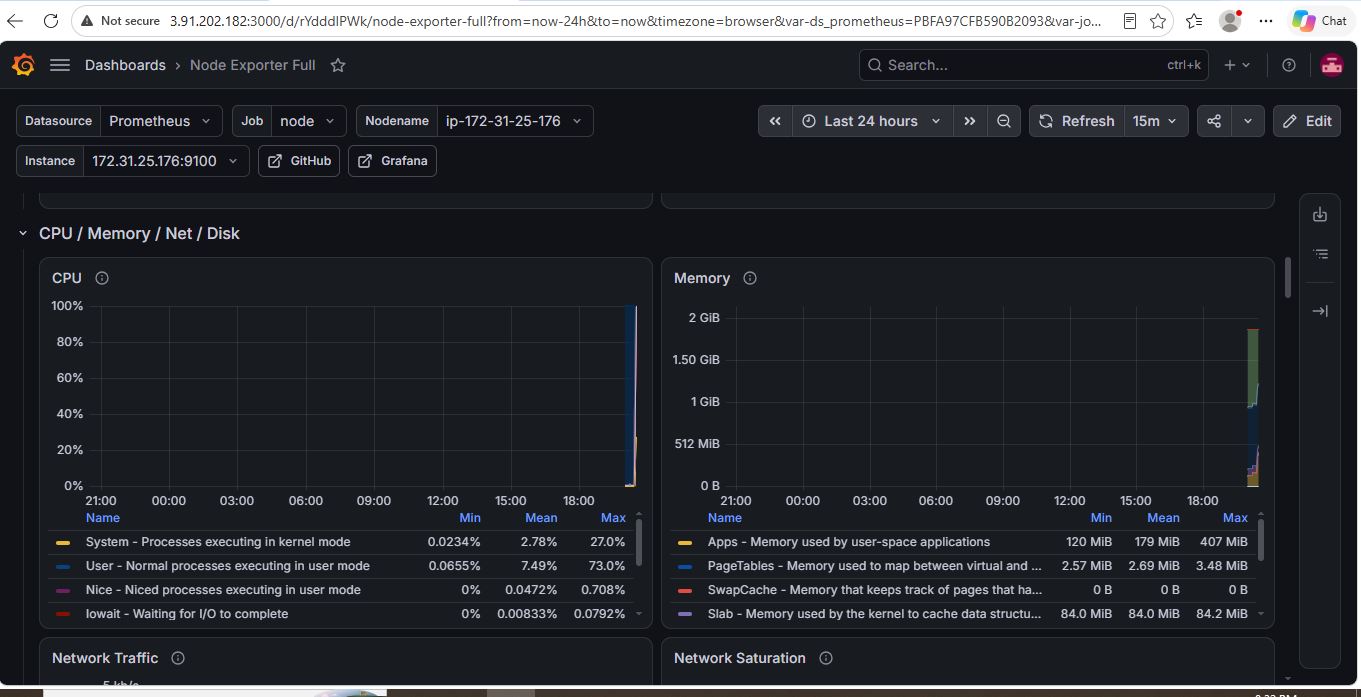 Not secure 3.91.202.182:3000/d/rYdddlPWk/node-exporter-full?from=now-24h&to=now&timezone=browser&var-ds_prometheus=PBFA97CFB590B2093&var-jo... Chat
Dashboards › Node Exporter Full Search... ctrl+k
Datasource Prometheus Job node Nodename ip-172-31-25-176 Last 24 hours Refresh 15m Edit
Instance 172.31.25.176:9100 GitHub Grafana
CPU / Memory / Net / Disk
CPU
100%
80%
60%
40%
20%
0%
21:00 00:00 03:00 06:00 09:00 12:00 15:00 18:00
Name Min Mean Max
System - Processes executing in kernel mode 0.0234% 2.78% 27.0%
User - Normal processes executing in user mode 0.0655% 7.49% 73.0%
Nice - Niced processes executing in user mode 0% 0.0472% 0.708%
Iowait - Waiting for I/O to complete 0% 0.00833% 0.0792%
Memory
2 GiB
1.50 GiB
1 GiB
512 MiB
0 B
21:00 00:00 03:00 06:00 09:00 12:00 15:00 18:00
Name Min Mean Max
Apps - Memory used by user-space applications 120 MiB 179 MiB 407 MiB
PageTables - Memory used to map between virtual and ... 2.57 MiB 2.69 MiB 3.48 MiB
SwapCache - Memory that keeps track of pages that ha... 0 B 0 B 0 B
Slab - Memory used by the kernel to cache data structu... 84.0 MiB 84.0 MiB 84.2 MiB
Network Traffic
5 kb/s
Network Saturation